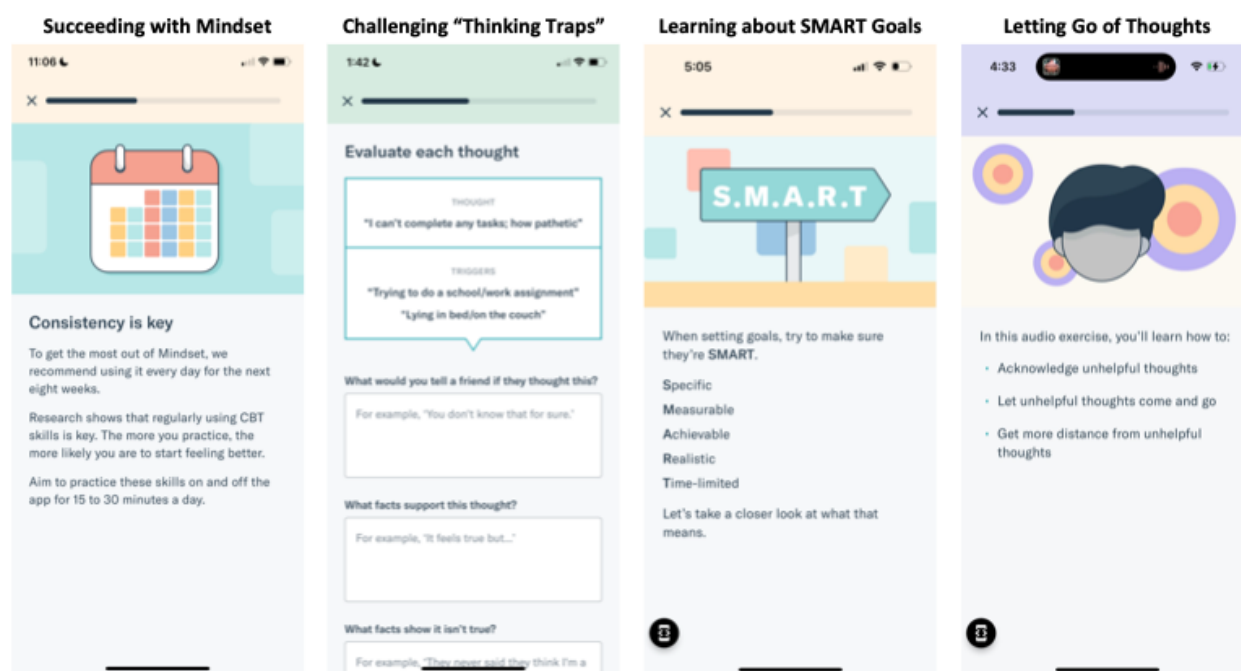 Succeeding with Mindset
11:06
Consistency is key
To get the most out of Mindset, we
recommend using it every day for the next
eight weeks.
Research shows that regularly using CBT
skills is key. The more you practice, the
more likely you are to start feeling better.
Aim to practice these skills on and off the
app for 15 to 30 minutes a day.
Challenging “Thinking Traps”
1:42
Evaluate each thought
THOUGHT
"I can't complete any tasks; how pathetic"
TRIGGERS
"Trying to do a school/work assignment"
"Lying in bed/on the couch"
What would you tell a friend if they thought this?
For example, 'You don't know that for sure.'
What facts support this thought?
For example, 'It feels true but...'
What facts show it isn't true?
For example, 'They never said they think I'm a
Learning about SMART Goals
5:05
S.M.A.R.T
When setting goals, try to make sure
they're SMART.
Specific
Measurable
Achievable
Realistic
Time-limited
Let's take a closer look at what that
means.
Letting Go of Thoughts
4:33
In this audio exercise, you'll learn how to:
• Acknowledge unhelpful thoughts
• Let unhelpful thoughts come and go
• Get more distance from unhelpful
thoughts